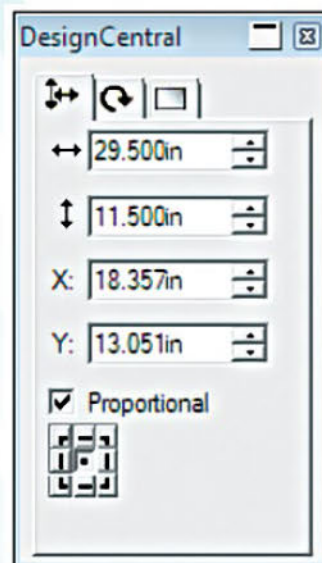 DesignCentral
29.500in
11.500in
X: 18.357in
Y: 13.051in
Proportional